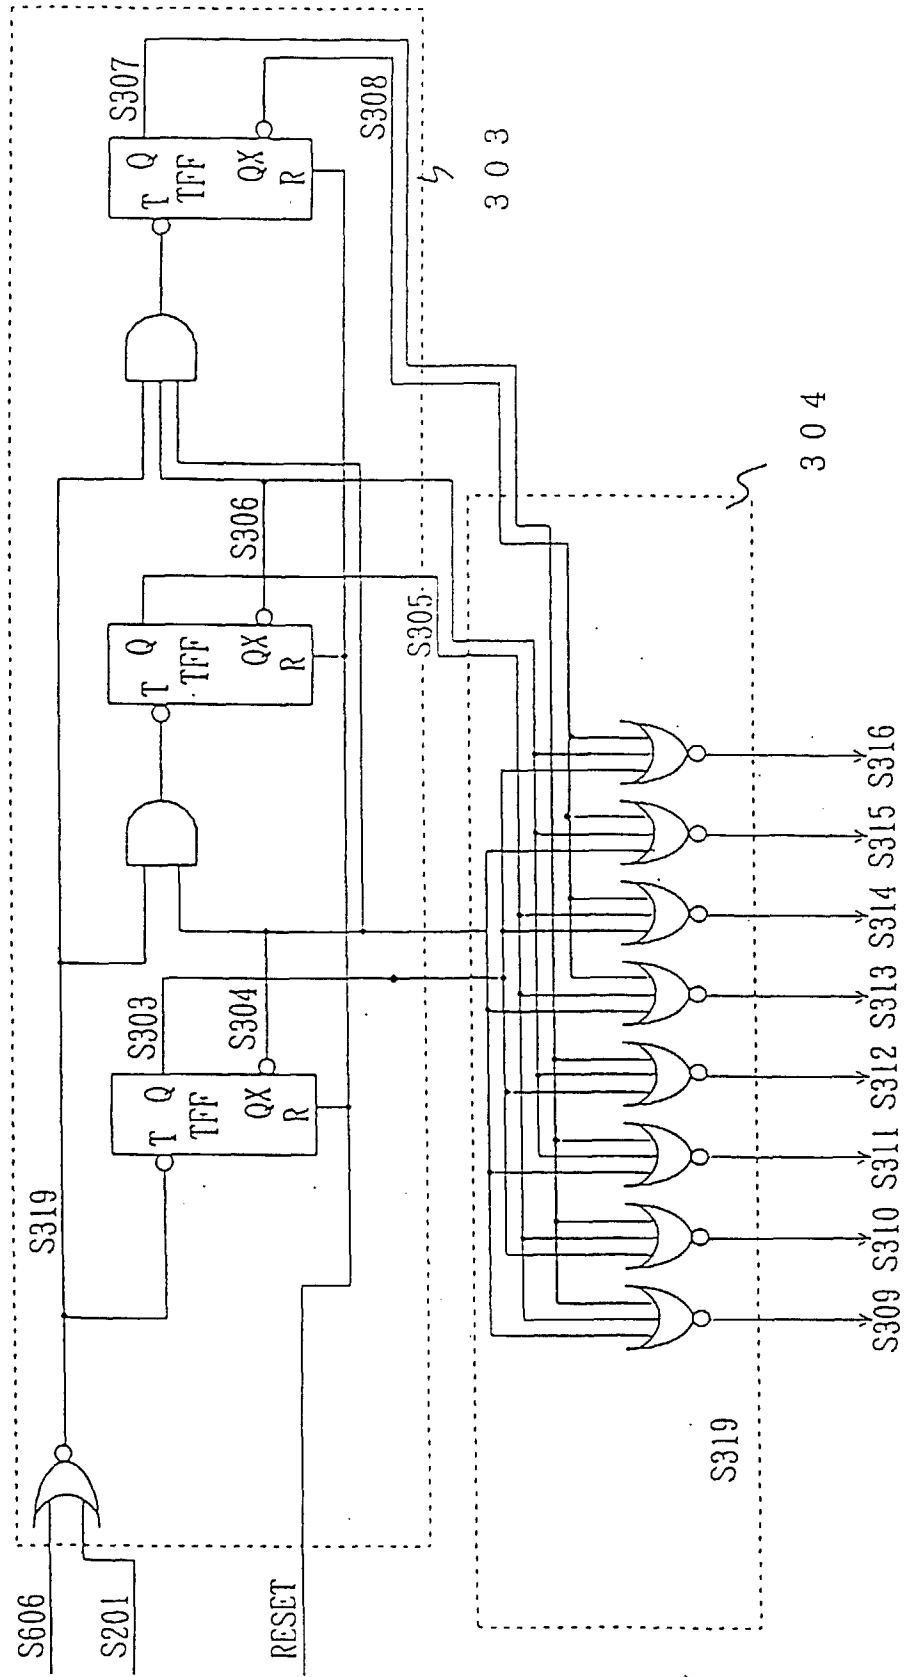 S606
S201
RESET
S319
T
Q
TFF
QX
R
S303
S304
T
Q
TFF
QX
R
S305
S306
T
Q
TFF
QX
R
S307
S308
303
304
S319
S309
S310
S311
S312
S313
S314
S315
S316